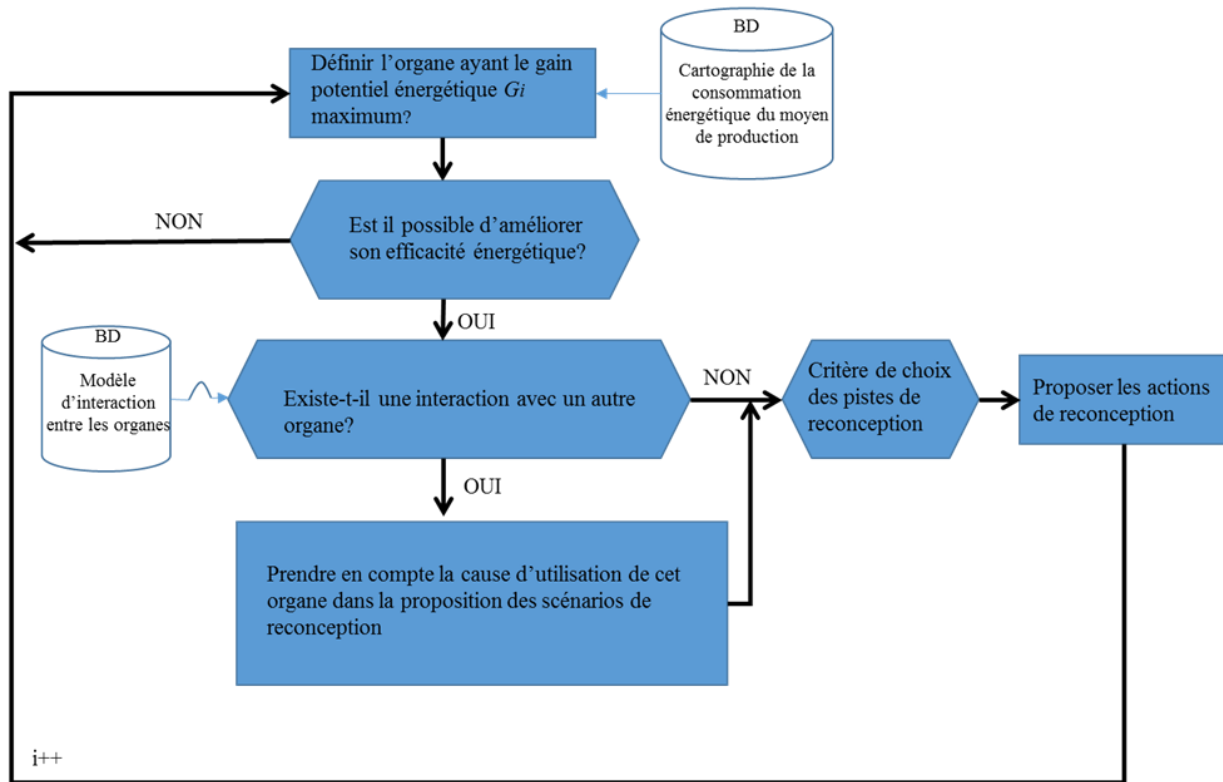 BD
Cartographie de la
consommation
énergétique du moyen
de production
Définir l’organe ayant le gain
potentiel énergétique Gi
maximum?
NON
Est il possible d’améliorer
son efficacité énergétique?
OUI
BD
Modèle
d’interaction
entre les organes
Existe-t-il une interaction avec un autre
organe?
NON
Critère de choix
des pistes de
reconception
Proposer les actions
de reconception
OUI
Prendre en compte la cause d’utilisation de cet
organe dans la proposition des scénarios de
reconception
i++